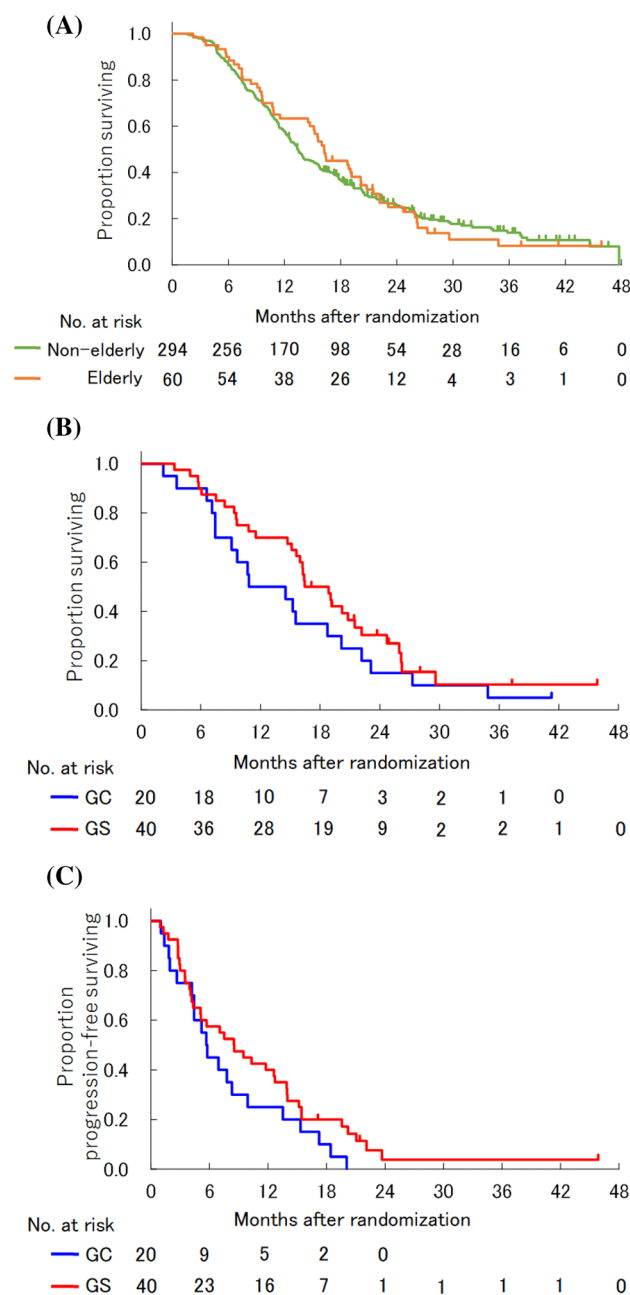 (A)
Proportion surviving
1.0
0.8
0.6
0.4
0.2
0.0
0 6 12 18 24 30 36 42 48
Months after randomization
No. at risk
Non-elderly 294 256 170 98 54 28 16 6 0
Elderly 60 54 38 26 12 4 3 1 0
(B)
Proportion surviving
1.0
0.8
0.6
0.4
0.2
0.0
0 6 12 18 24 30 36 42 48
Months after randomization
No. at risk
GC 20 18 10 7 3 2 1 0
GS 40 36 28 19 9 2 2 1 0
(C)
Proportion
progression-free surviving
1.0
0.8
0.6
0.4
0.2
0.0
0 6 12 18 24 30 36 42 48
Months after randomization
No. at risk
GC 20 9 5 2 0
GS 40 23 16 7 1 1 1 1 0